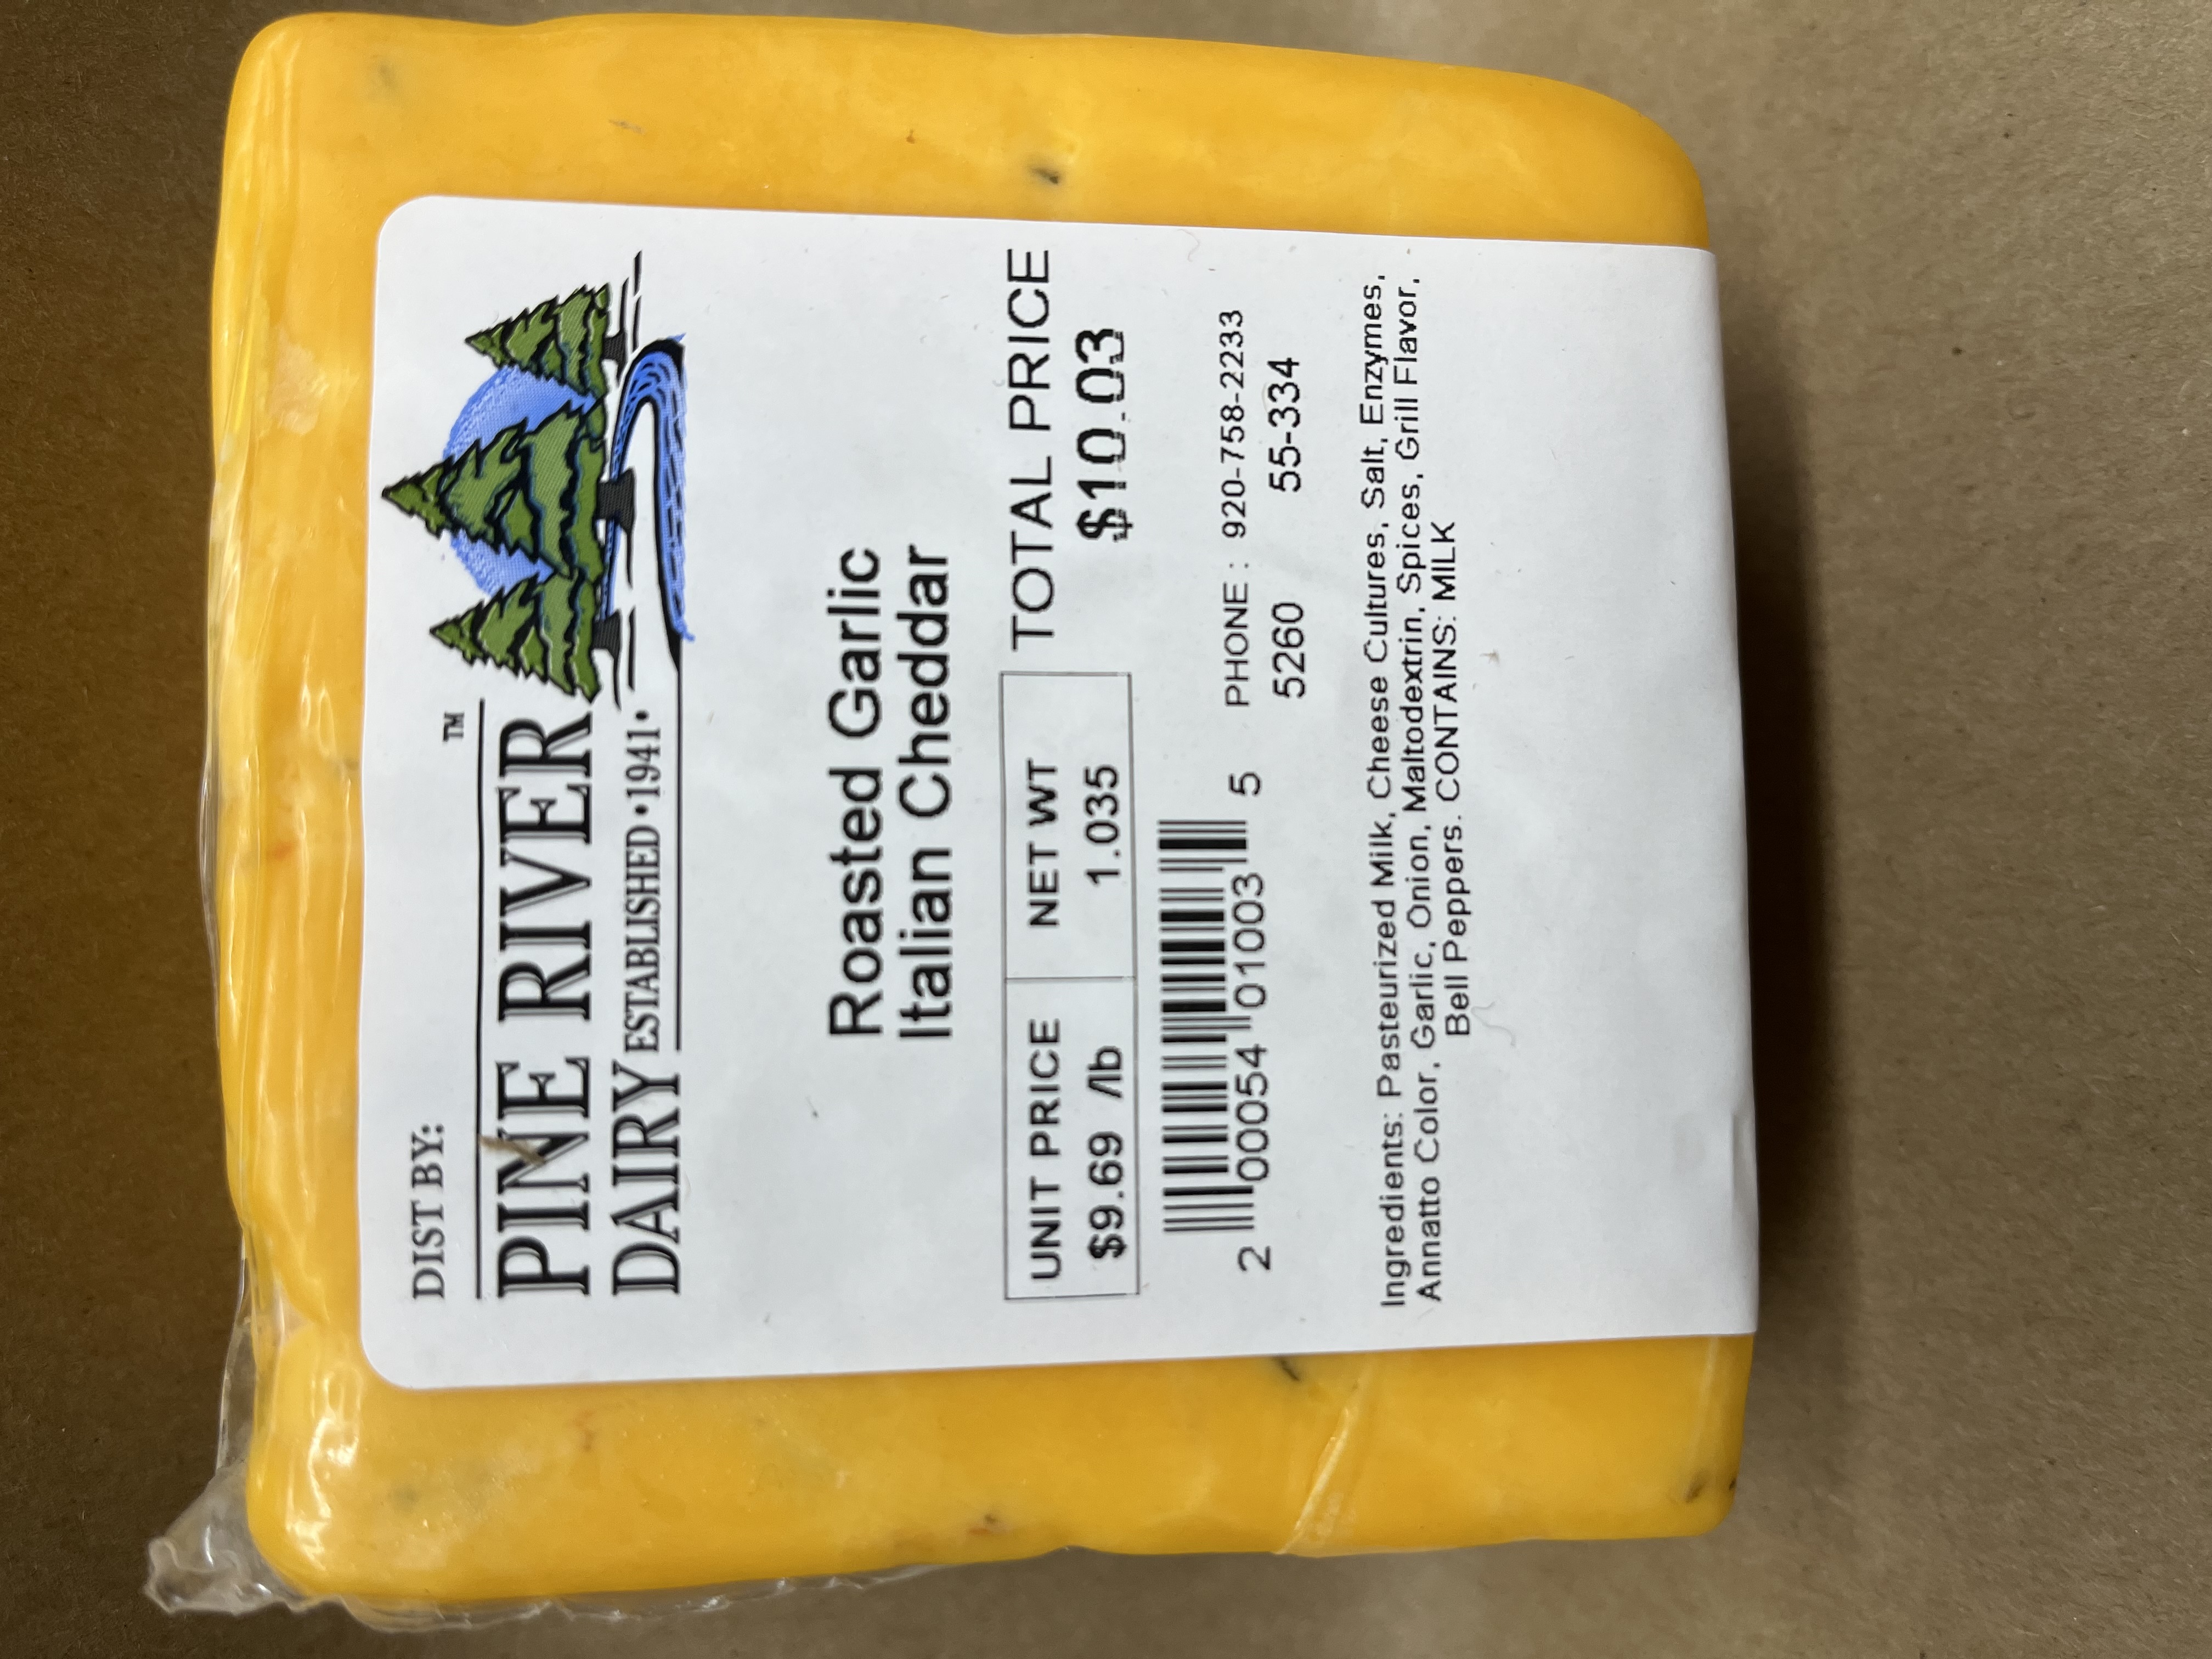 DIST BY:
PINE RIVER™
DAIRY ESTABLISHED•1941•
Roasted Garlic
Italian Cheddar
UNIT PRICE NET WT TOTAL PRICE
$9.69 /lb 1.035 $10.03
2 00054 01003 5
PHONE : 920-758-2233
5260 55-334
Ingredients: Pasteurized Milk, Cheese Cultures, Salt, Enzymes,
Annatto Color, Garlic, Onion, Maltodextrin, Spices, Grill Flavor,
Bell Peppers. CONTAINS: MILK